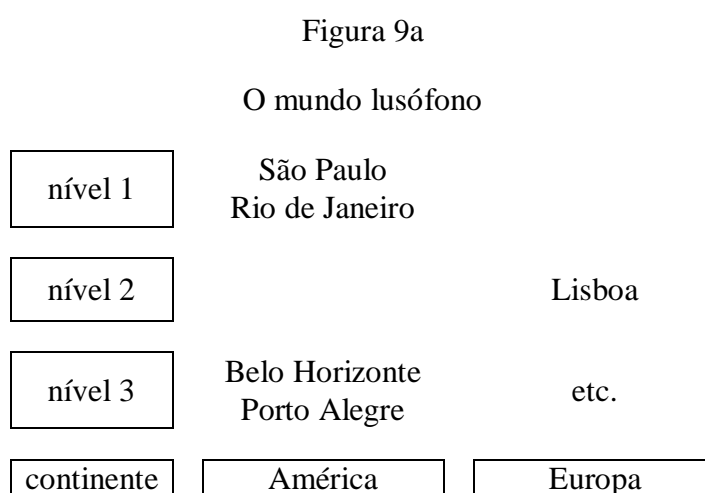 Figura 9a
O mundo lusófono
nível 1
São Paulo
Rio de Janeiro
nível 2
Lisboa
nível 3
Belo Horizonte
Porto Alegre
etc.
continente
América
Europa